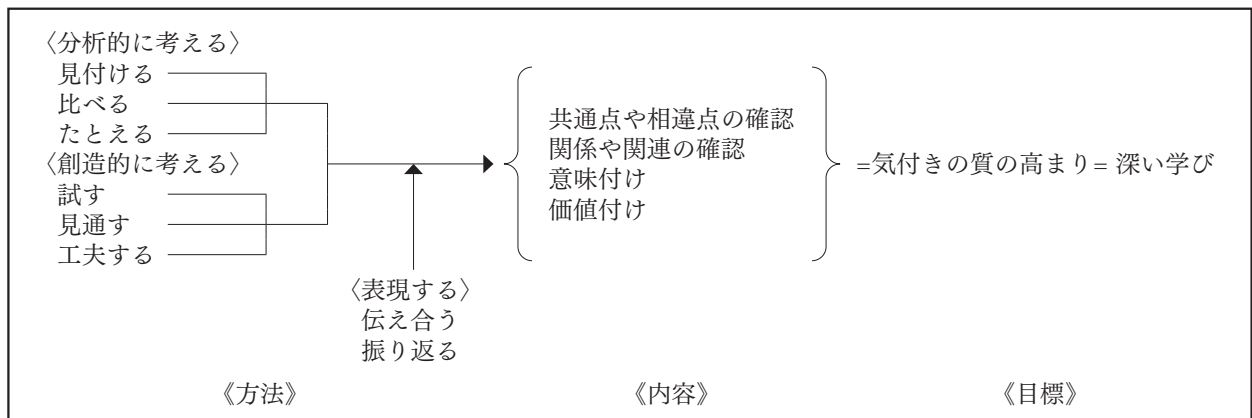 〈分析的に考える〉
見付ける
比べる
たとえる
〈創造的に考える〉
試す
見通す
工夫する
〈表現する〉
伝え合う
振り返る
共通点や相違点の確認
関係や関連の確認
意味付け
価値付け
=気付きの質の高まり= 深い学び
《方法》
《内容》
《目標》